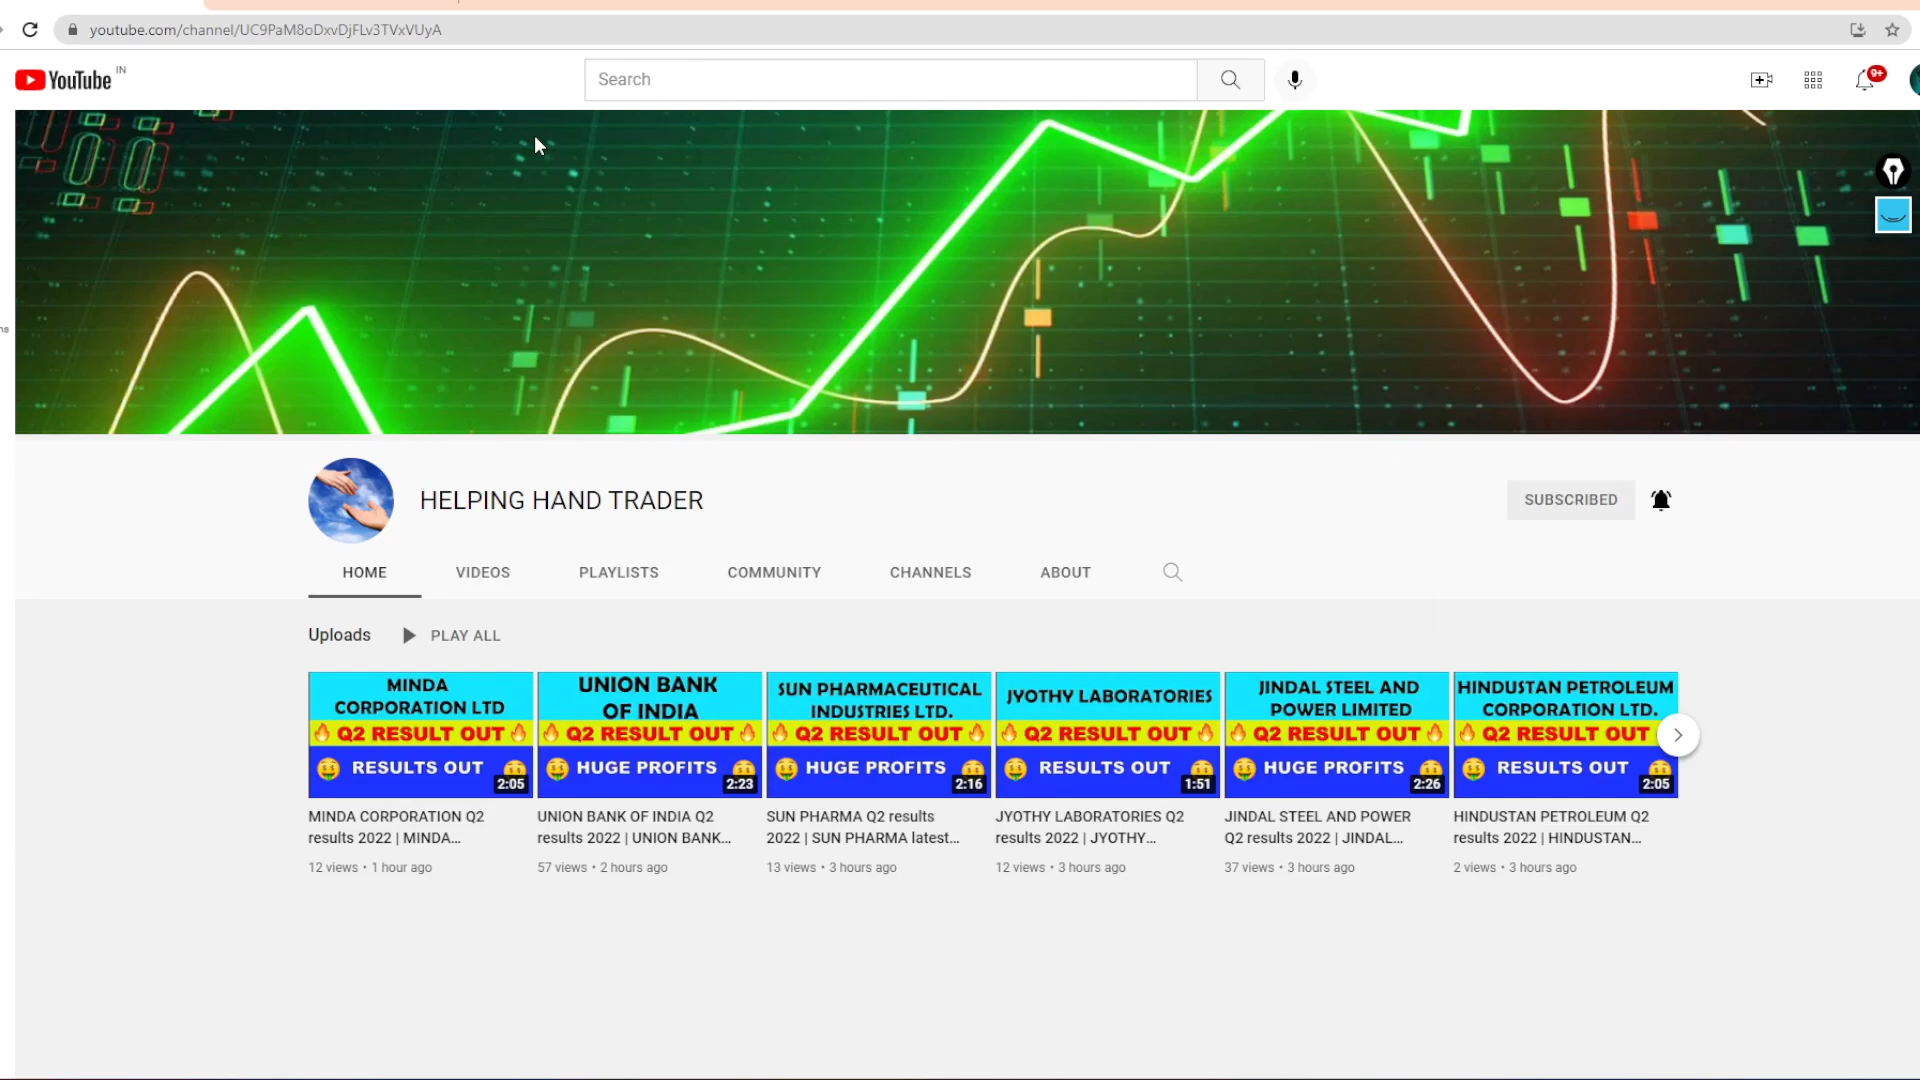 youtube.com/channel/UC9PaM8oDxvDjFLv3TVxVUyA
YouTube IN
Search
9+
HELPING HAND TRADER
SUBSCRIBED
HOME VIDEOS PLAYLISTS COMMUNITY CHANNELS ABOUT
Uploads PLAY ALL
MINDA
CORPORATION LTD
Q2 RESULT OUT
RESULTS OUT
2:05
UNION BANK
OF INDIA
Q2 RESULT OUT
HUGE PROFITS
2:23
SUN PHARMACEUTICAL
INDUSTRIES LTD.
Q2 RESULT OUT
HUGE PROFITS
2:16
JYOTHY LABORATORIES
Q2 RESULT OUT
RESULTS OUT
1:51
JINDAL STEEL AND
POWER LIMITED
Q2 RESULT OUT
HUGE PROFITS
2:26
HINDUSTAN PETROLEUM
CORPORATION LTD.
Q2 RESULT OUT
RESULTS OUT
2:05
MINDA CORPORATION Q2
results 2022 | MINDA...
12 views • 1 hour ago
UNION BANK OF INDIA Q2
results 2022 | UNION BANK...
57 views • 2 hours ago
SUN PHARMA Q2 results
2022 | SUN PHARMA latest...
13 views • 3 hours ago
JYOTHY LABORATORIES Q2
results 2022 | JYOTHY...
12 views • 3 hours ago
JINDAL STEEL AND POWER
Q2 results 2022 | JINDAL...
37 views • 3 hours ago
HINDUSTAN PETROLEUM Q2
results 2022 | HINDUSTAN...
2 views • 3 hours ago